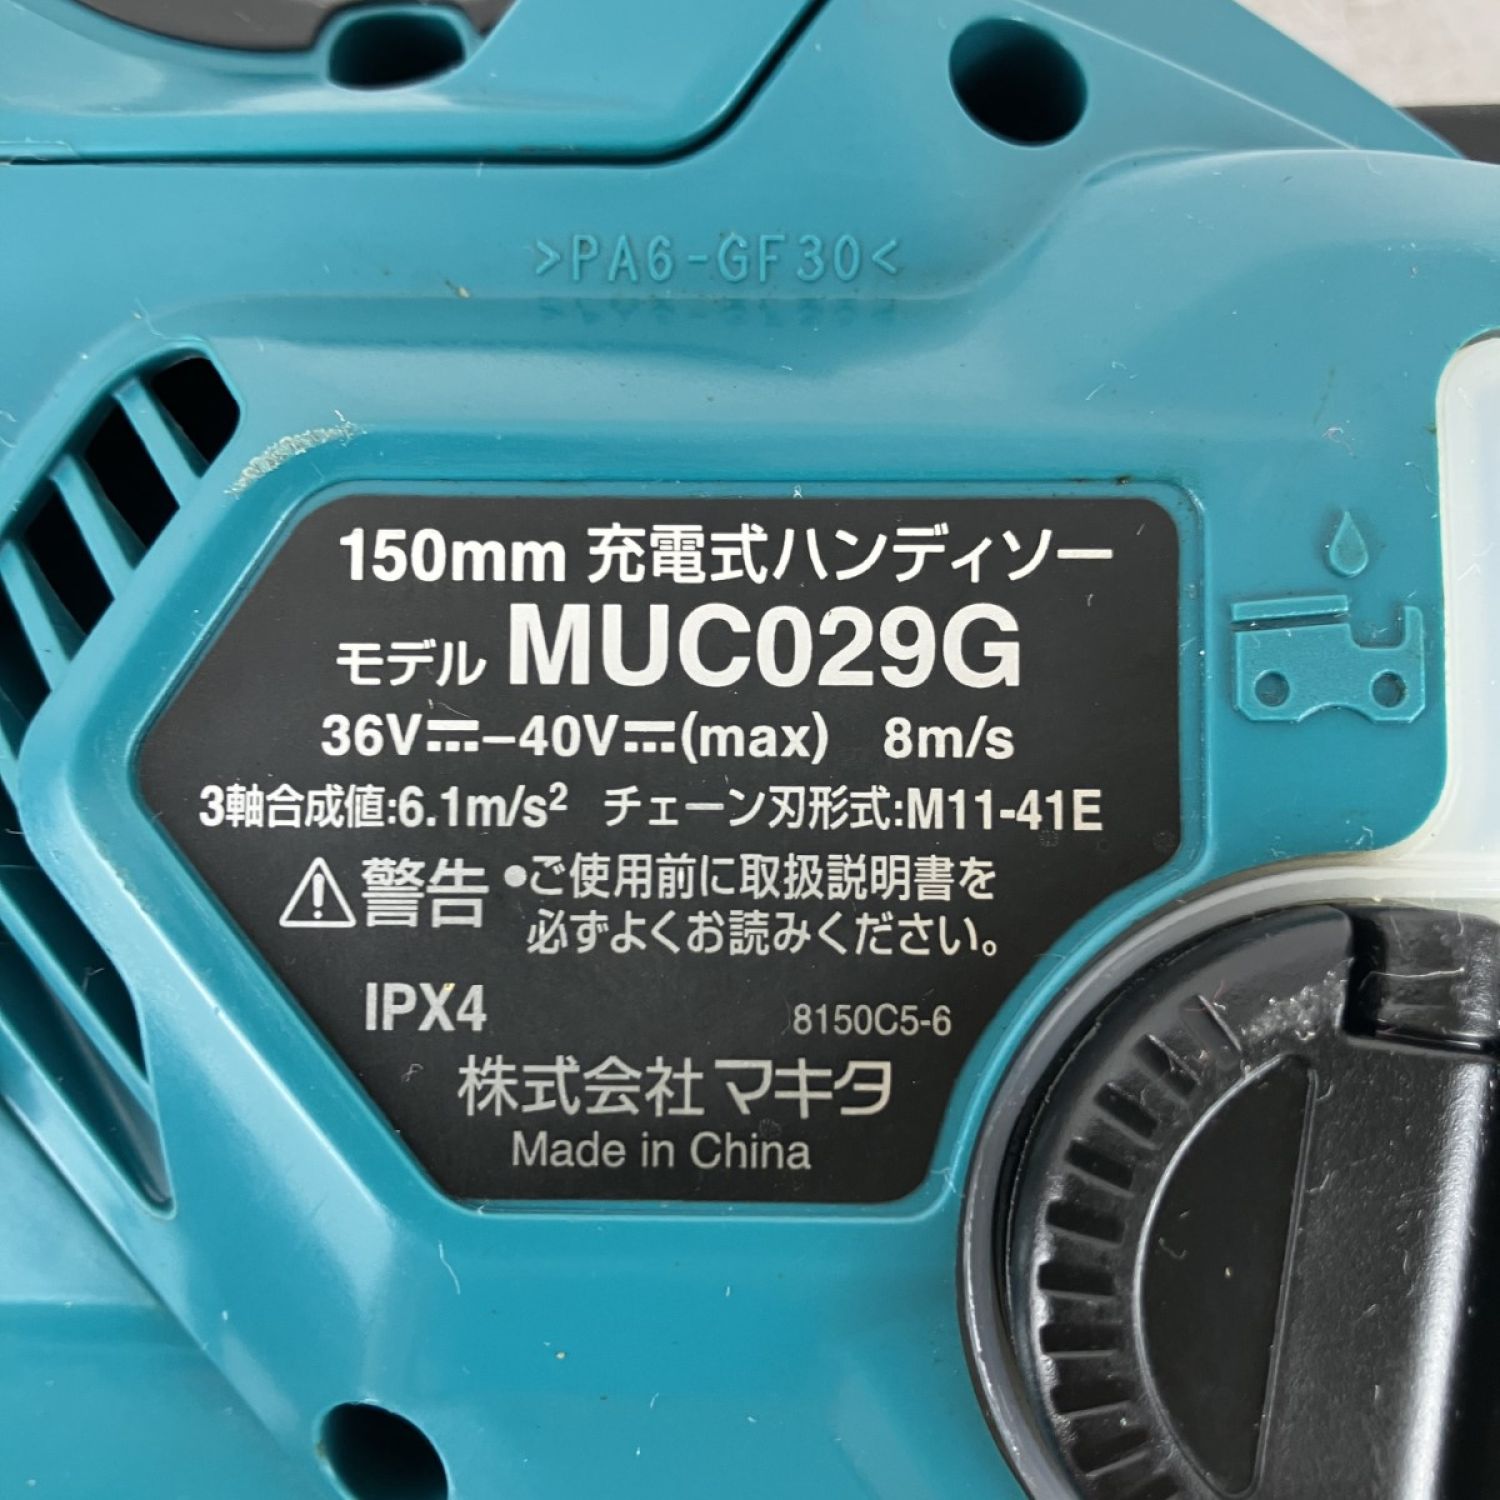 >PA6-GF30<
150mm 充電式ハンディソー
モデル MUC029G
36V⎓–40V⎓(max) 8m/s
3軸合成値:6.1m/s² チェーン刃形式:M11-41E
⚠警告 •ご使用前に取扱説明書を
必ずよくお読みください。
IPX4 8150C5-6
株式会社マキタ
Made in China